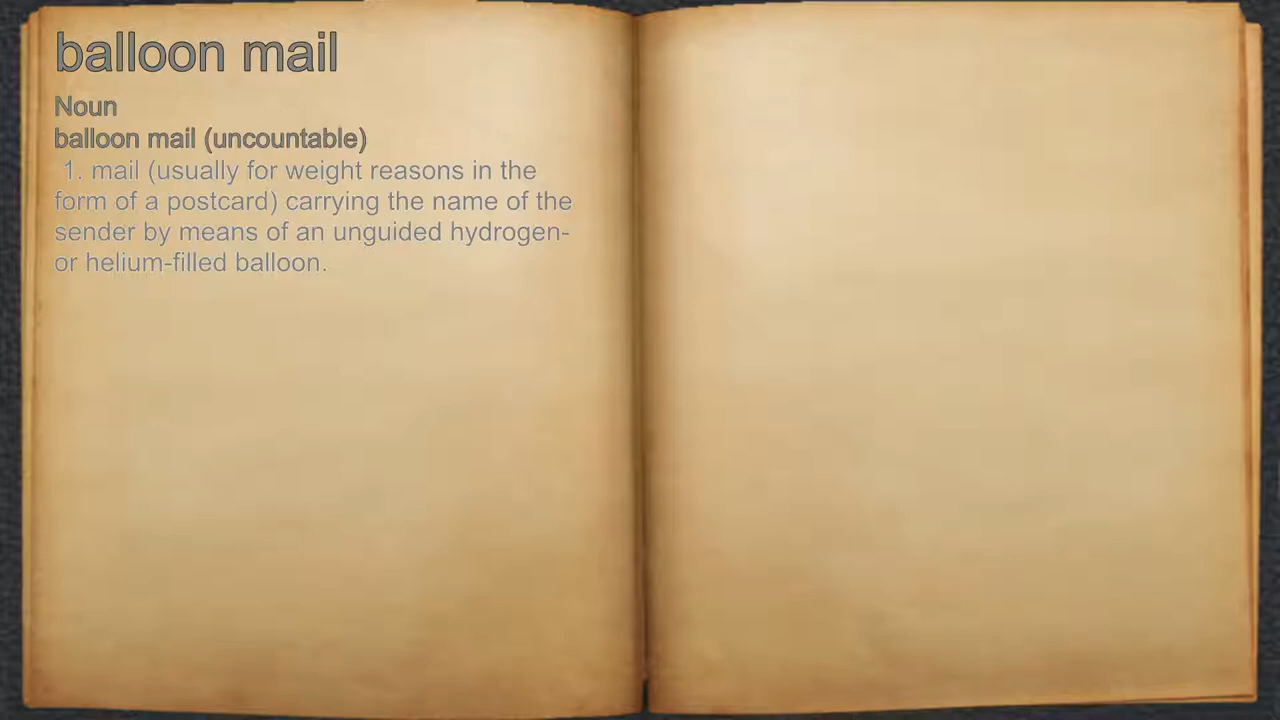 balloon mail
Noun
balloon mail (uncountable)
1. mail (usually for weight reasons in the
form of a postcard) carrying the name of the
sender by means of an unguided hydrogen-
or helium-filled balloon.